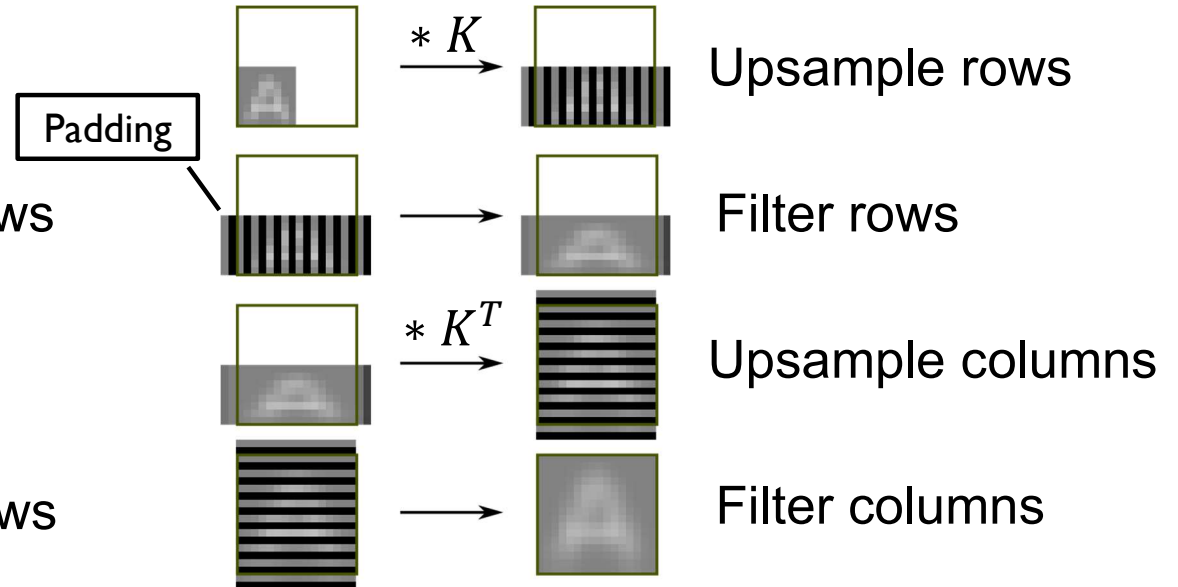 * K
Upsample rows
Padding
ws
Filter rows
* K^T
Upsample columns
ws
Filter columns